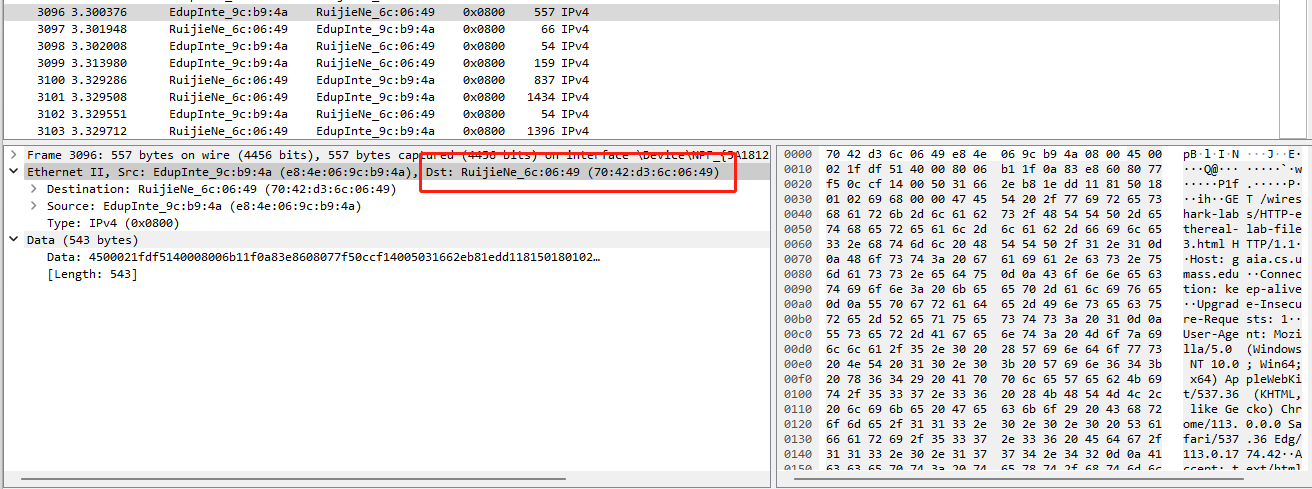 3096 3.300376 EdupInte_9c:b9:4a RuijieNe_6c:06:49 0x0800 557 IPv4
3097 3.301948 RuijieNe_6c:06:49 EdupInte_9c:b9:4a 0x0800 66 IPv4
3098 3.302008 EdupInte_9c:b9:4a RuijieNe_6c:06:49 0x0800 54 IPv4
3099 3.313980 EdupInte_9c:b9:4a RuijieNe_6c:06:49 0x0800 159 IPv4
3100 3.329286 RuijieNe_6c:06:49 EdupInte_9c:b9:4a 0x0800 837 IPv4
3101 3.329508 RuijieNe_6c:06:49 EdupInte_9c:b9:4a 0x0800 1434 IPv4
3102 3.329551 EdupInte_9c:b9:4a RuijieNe_6c:06:49 0x0800 54 IPv4
3103 3.329712 RuijieNe_6c:06:49 EdupInte_9c:b9:4a 0x0800 1396 IPv4
Frame 3096: 557 bytes on wire (4456 bits), 557 bytes captured (4456 bits) on interface \Device\NPF_{5A1812
Ethernet II, Src: EdupInte_9c:b9:4a (e8:4e:06:9c:b9:4a), Dst: RuijieNe_6c:06:49 (70:42:d3:6c:06:49)
Destination: RuijieNe_6c:06:49 (70:42:d3:6c:06:49)
Source: EdupInte_9c:b9:4a (e8:4e:06:9c:b9:4a)
Type: IPv4 (0x0800)
Data (543 bytes)
Data: 4500021fdf5140008006b11f0a83e8608077f50ccf14005031662eb81edd118150180102…
[Length: 543]
0000 70 42 d3 6c 06 49 e8 4e 06 9c b9 4a 08 00 45 00 pB·l·I·N ···J··E·
0010 02 1f df 51 40 00 80 06 b1 1f 0a 83 e8 60 80 77 ···Q@··· ·····`·w
0020 f5 0c cf 14 00 50 31 66 2e b8 1e dd 11 81 50 18 ·····P1f .·····P·
0030 01 02 69 68 00 00 47 45 54 20 2f 77 69 72 65 73 ··ih··GE T /wires
0040 68 61 72 6b 2d 6c 61 62 73 2f 48 54 54 50 2d 65 hark-lab s/HTTP-e
0050 74 68 65 72 65 61 6c 2d 6c 61 62 2d 66 69 6c 65 thereal- lab-file
0060 33 2e 68 74 6d 6c 20 48 54 54 50 2f 31 2e 31 0d 3.html H TTP/1.1·
0070 0a 48 6f 73 74 3a 20 67 61 69 61 2e 63 73 2e 75 ·Host: g aia.cs.u
0080 6d 61 73 73 2e 65 64 75 0d 0a 43 6f 6e 6e 65 63 mass.edu ··Connec
0090 74 69 6f 6e 3a 20 6b 65 65 70 2d 61 6c 69 76 65 tion: ke ep-alive
00a0 0d 0a 55 70 67 72 61 64 65 2d 49 6e 73 65 63 75 ··Upgrad e-Insecu
00b0 72 65 2d 52 65 71 75 65 73 74 73 3a 20 31 0d 0a re-Reque sts: 1··
00c0 55 73 65 72 2d 41 67 65 6e 74 3a 20 4d 6f 7a 69 User-Age nt: Mozi
00d0 6c 6c 61 2f 35 2e 30 20 28 57 69 6e 64 6f 77 73 lla/5.0 (Windows
00e0 20 4e 54 20 31 30 2e 30 3b 20 57 69 6e 36 34 3b NT 10.0 ; Win64;
00f0 20 78 36 34 29 20 41 70 70 6c 65 57 65 62 4b 69 x64) Ap pleWebKi
0100 74 2f 35 33 37 2e 33 36 20 28 4b 48 54 4d 4c 2c t/537.36 (KHTML,
0110 20 6c 69 6b 65 20 47 65 63 6b 6f 29 20 43 68 72 like Ge cko) Chr
0120 6f 6d 65 2f 31 31 33 2e 30 2e 30 2e 30 20 53 61 ome/113. 0.0.0 Sa
0130 66 61 72 69 2f 35 33 37 2e 33 36 20 45 64 67 2f fari/537 .36 Edg/
0140 31 31 33 2e 30 2e 31 37 37 34 2e 34 32 0d 0a 41 113.0.17 74.42··A
0150 63 63 65 70 74 3a 20 74 65 78 74 2f 68 74 6d 6c ccept: t ext/html